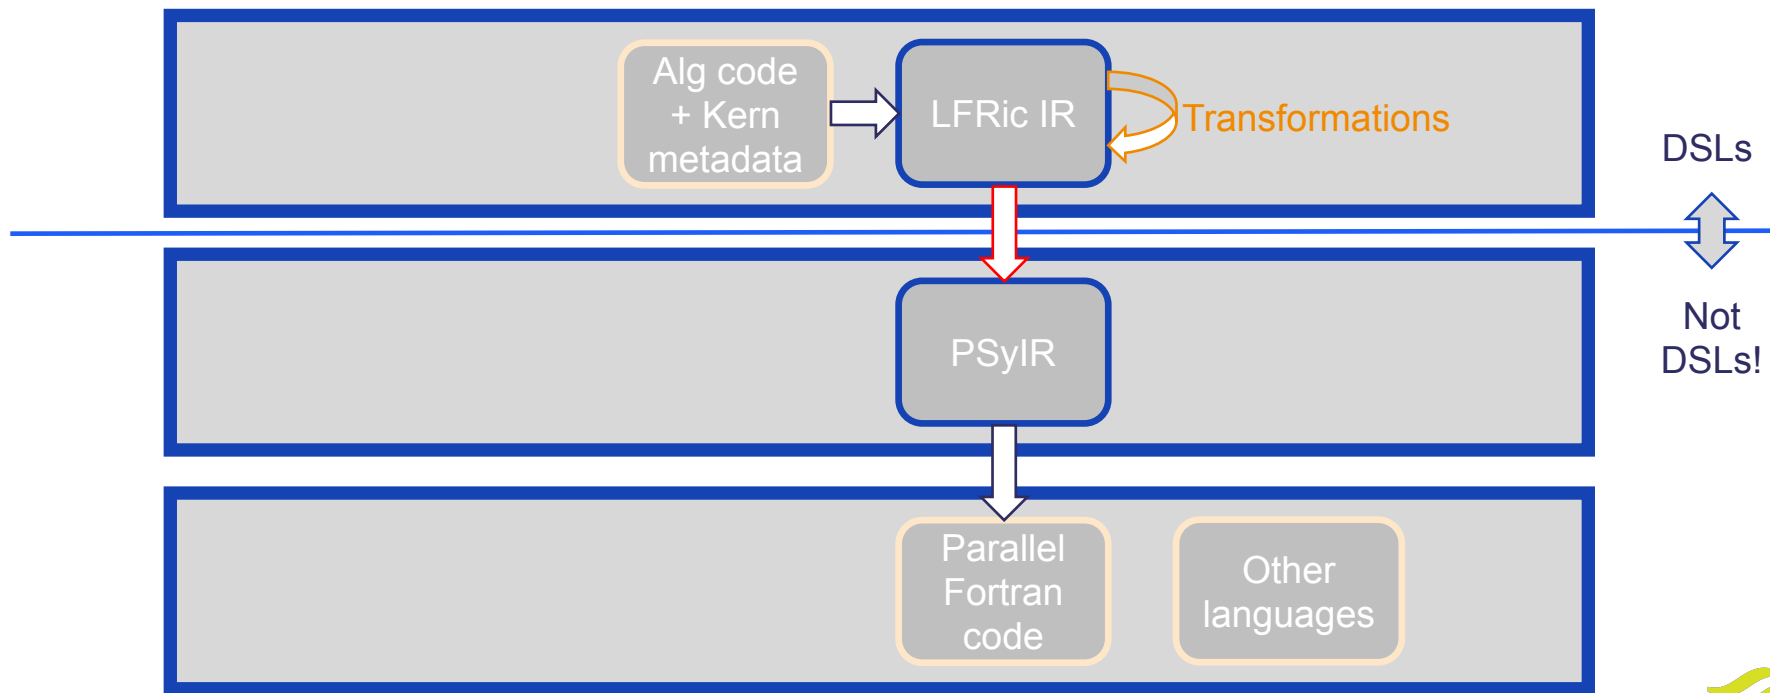 Alg code
+ Kern
metadata
LFRic IR
Transformations
DSLs
Not
DSLs!
PSyIR
Parallel
Fortran
code
Other
languages